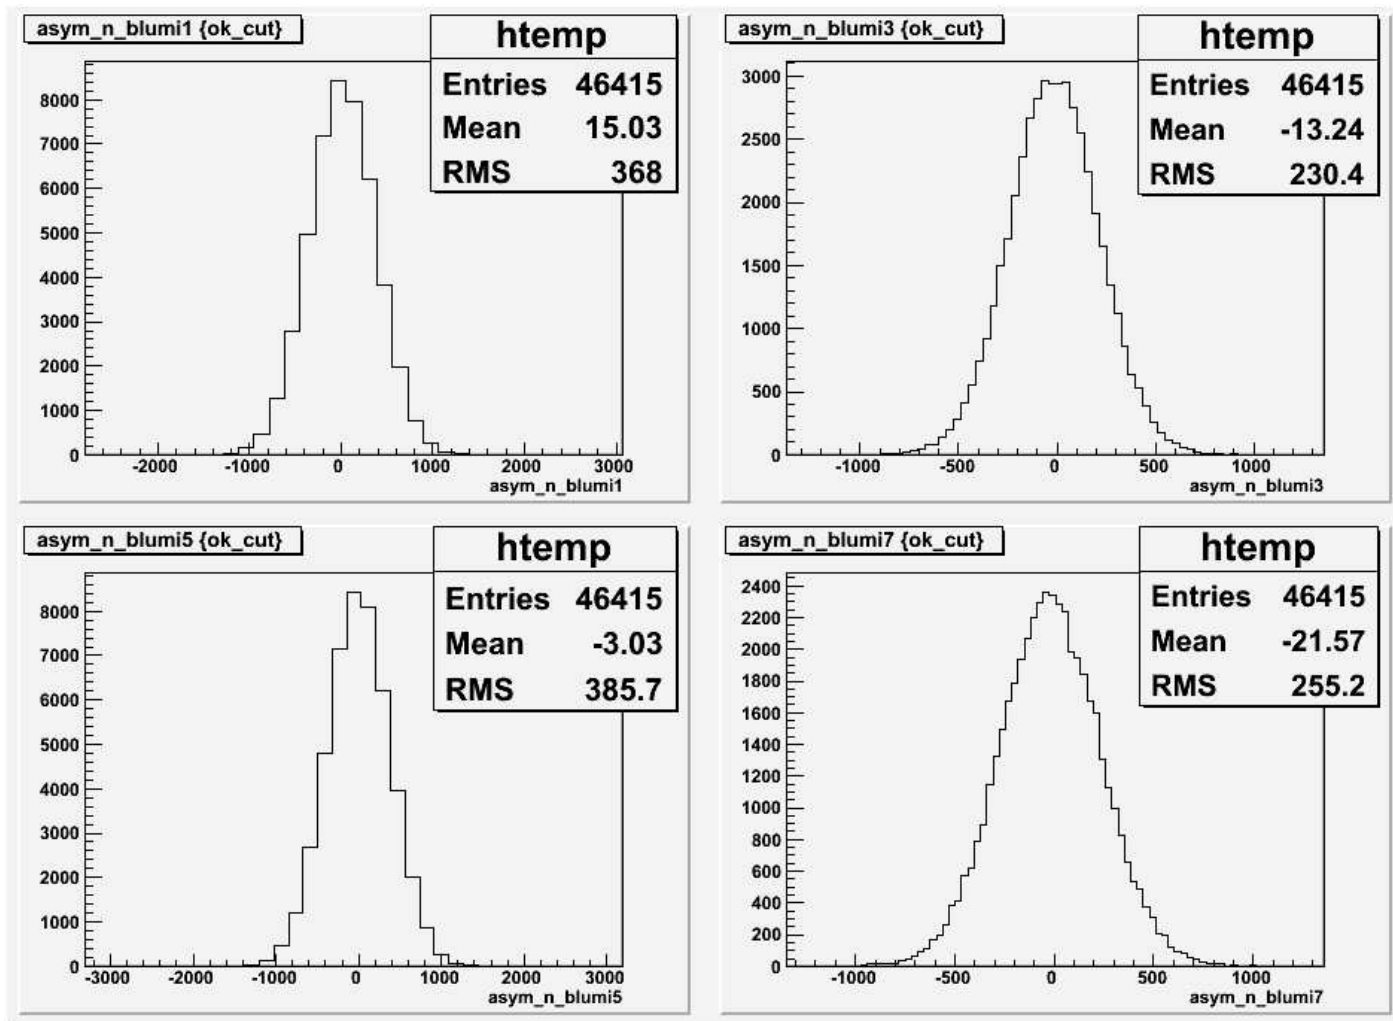 asym_n_blumi1 {ok_cut}
htemp
Entries 46415
Mean 15.03
RMS 368
8000
7000
6000
5000
4000
3000
2000
1000
0
-2000 -1000 0 1000 2000 3000
asym_n_blumi1
asym_n_blumi3 {ok_cut}
htemp
Entries 46415
Mean -13.24
RMS 230.4
3000
2500
2000
1500
1000
500
0
-1000 -500 0 500 1000
asym_n_blumi3
asym_n_blumi5 {ok_cut}
htemp
Entries 46415
Mean -3.03
RMS 385.7
8000
7000
6000
5000
4000
3000
2000
1000
0
-3000 -2000 -1000 0 1000 2000 3000
asym_n_blumi5
asym_n_blumi7 {ok_cut}
htemp
Entries 46415
Mean -21.57
RMS 255.2
2400
2200
2000
1800
1600
1400
1200
1000
800
600
400
200
0
-1000 -500 0 500 1000
asym_n_blumi7